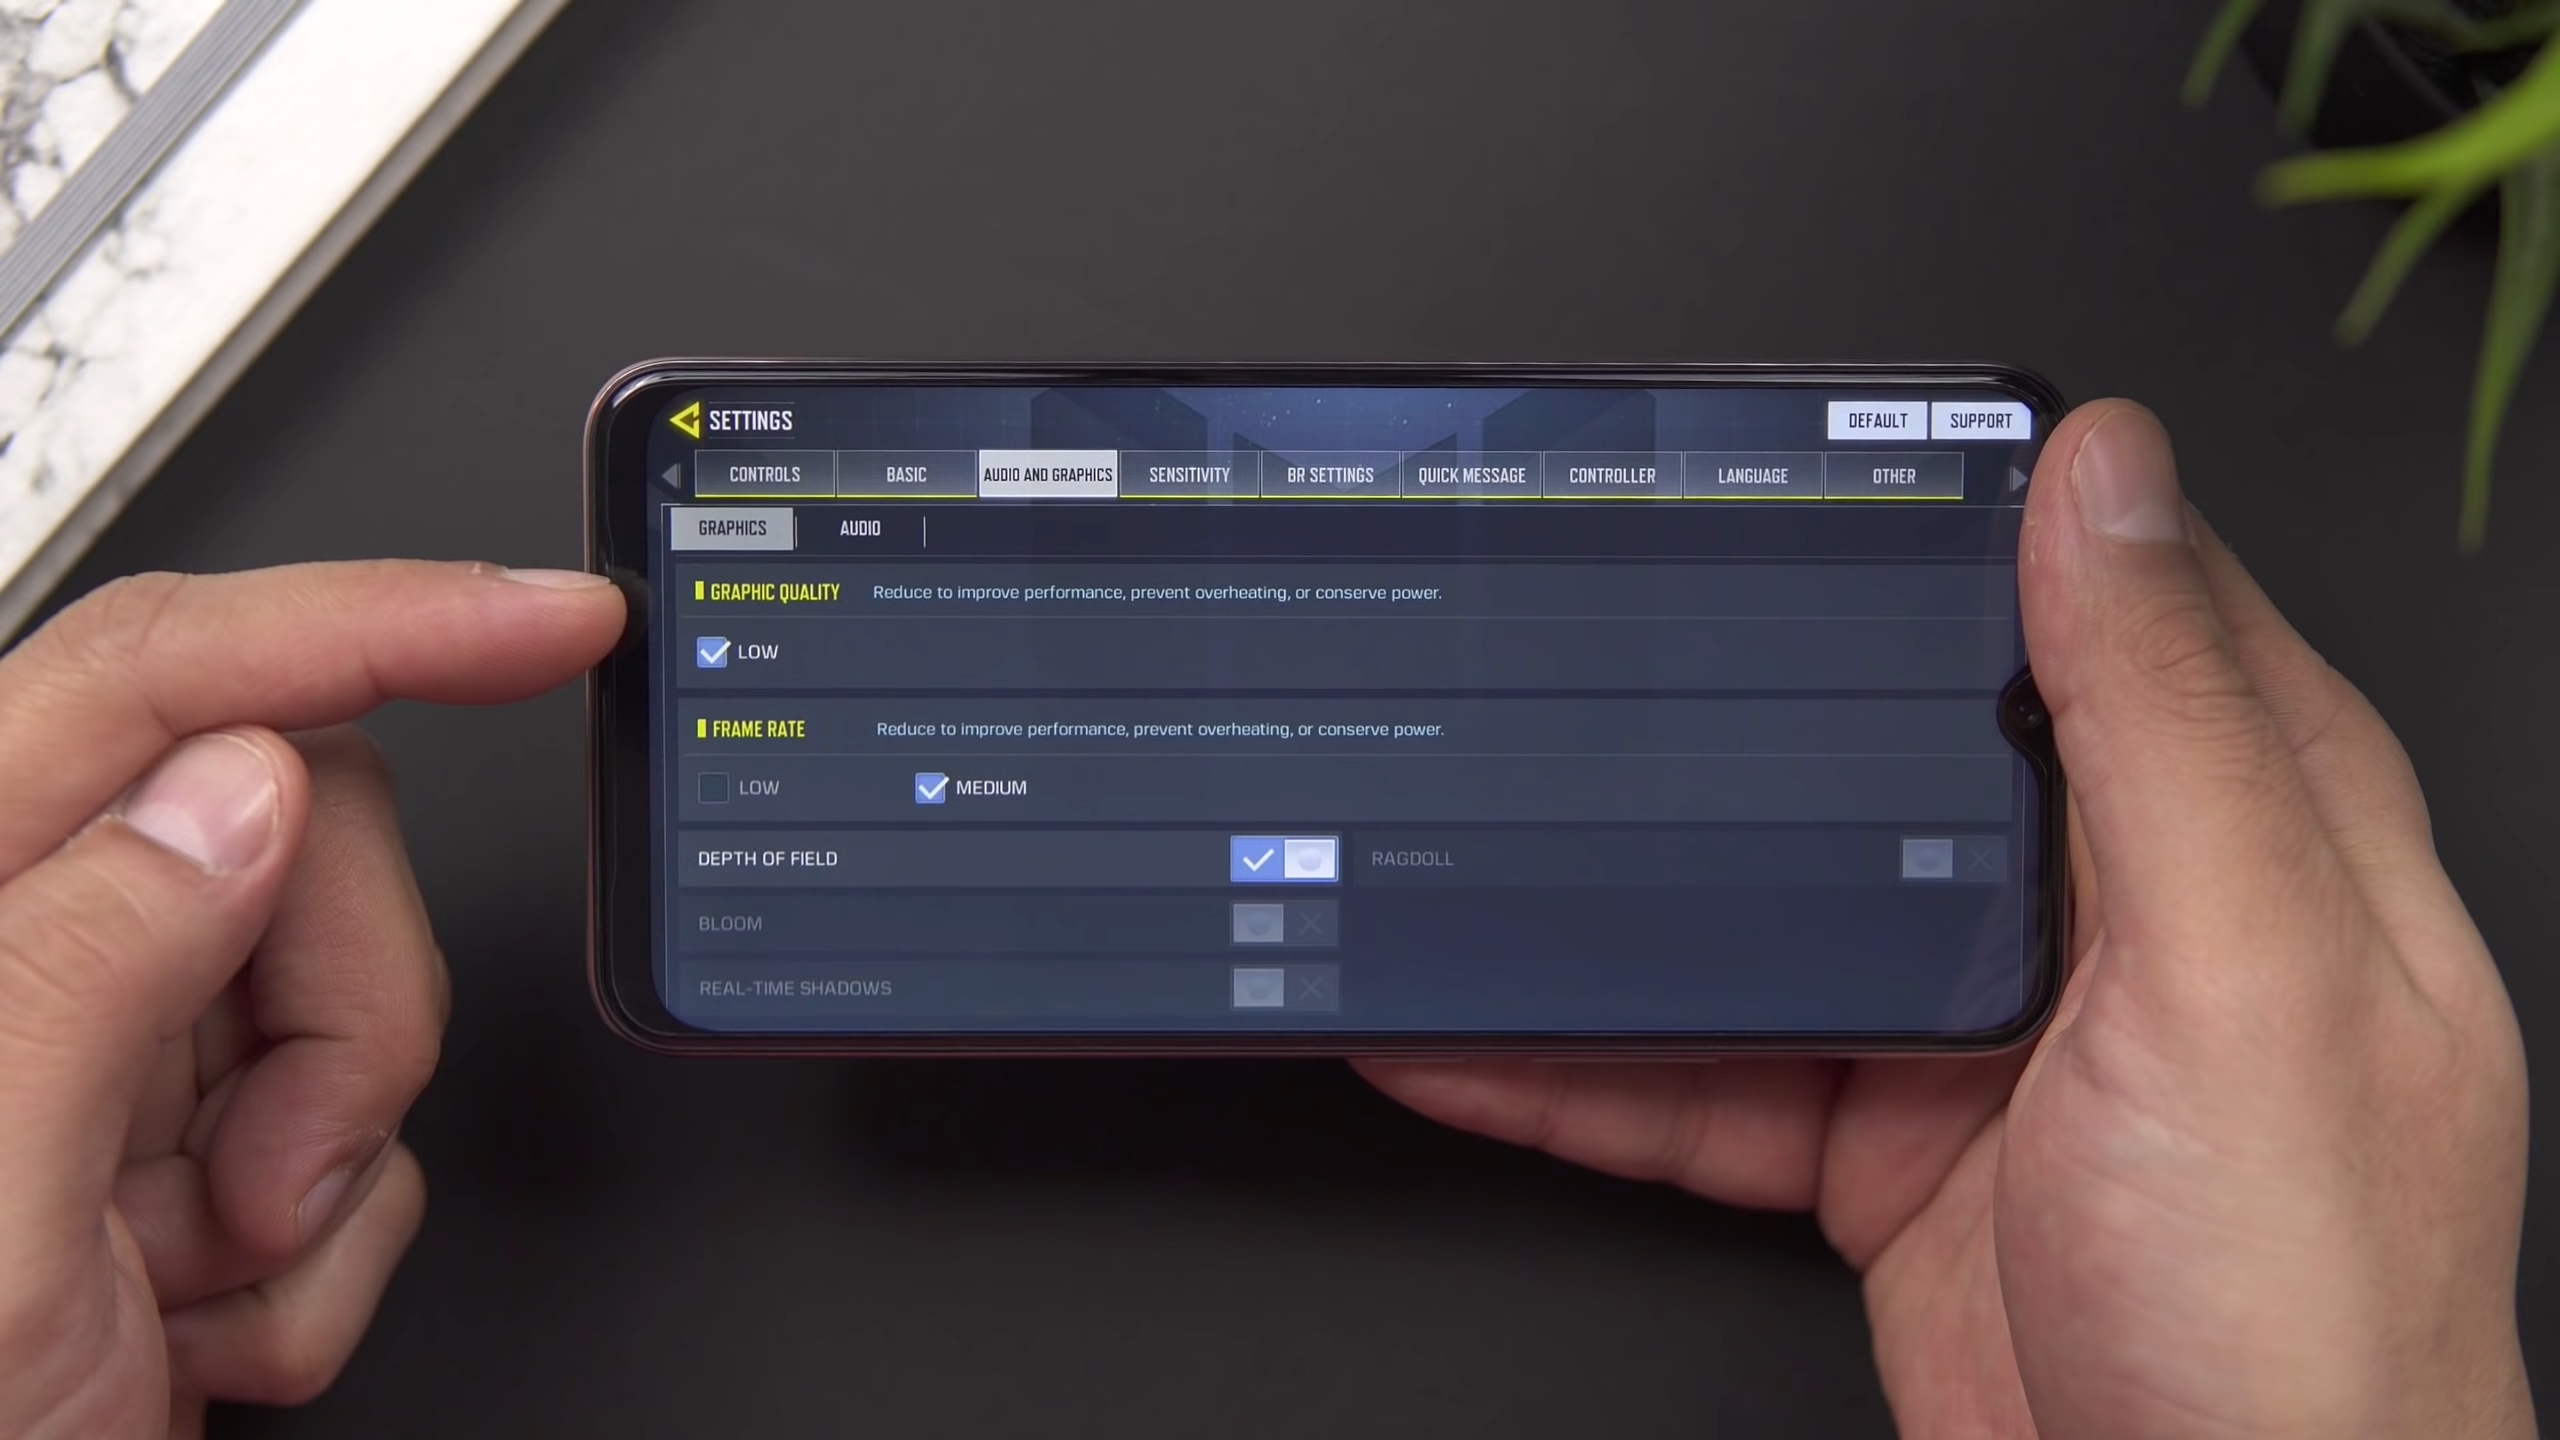 SETTINGS
DEFAULT
SUPPORT
CONTROLS
BASIC
AUDIO AND GRAPHICS
SENSITIVITY
BR SETTINGS
QUICK MESSAGE
CONTROLLER
LANGUAGE
OTHER
GRAPHICS
AUDIO
GRAPHIC QUALITY
Reduce to improve performance, prevent overheating, or conserve power.
LOW
FRAME RATE
Reduce to improve performance, prevent overheating, or conserve power.
LOW
MEDIUM
DEPTH OF FIELD
RAGDOLL
BLOOM
REAL-TIME SHADOWS